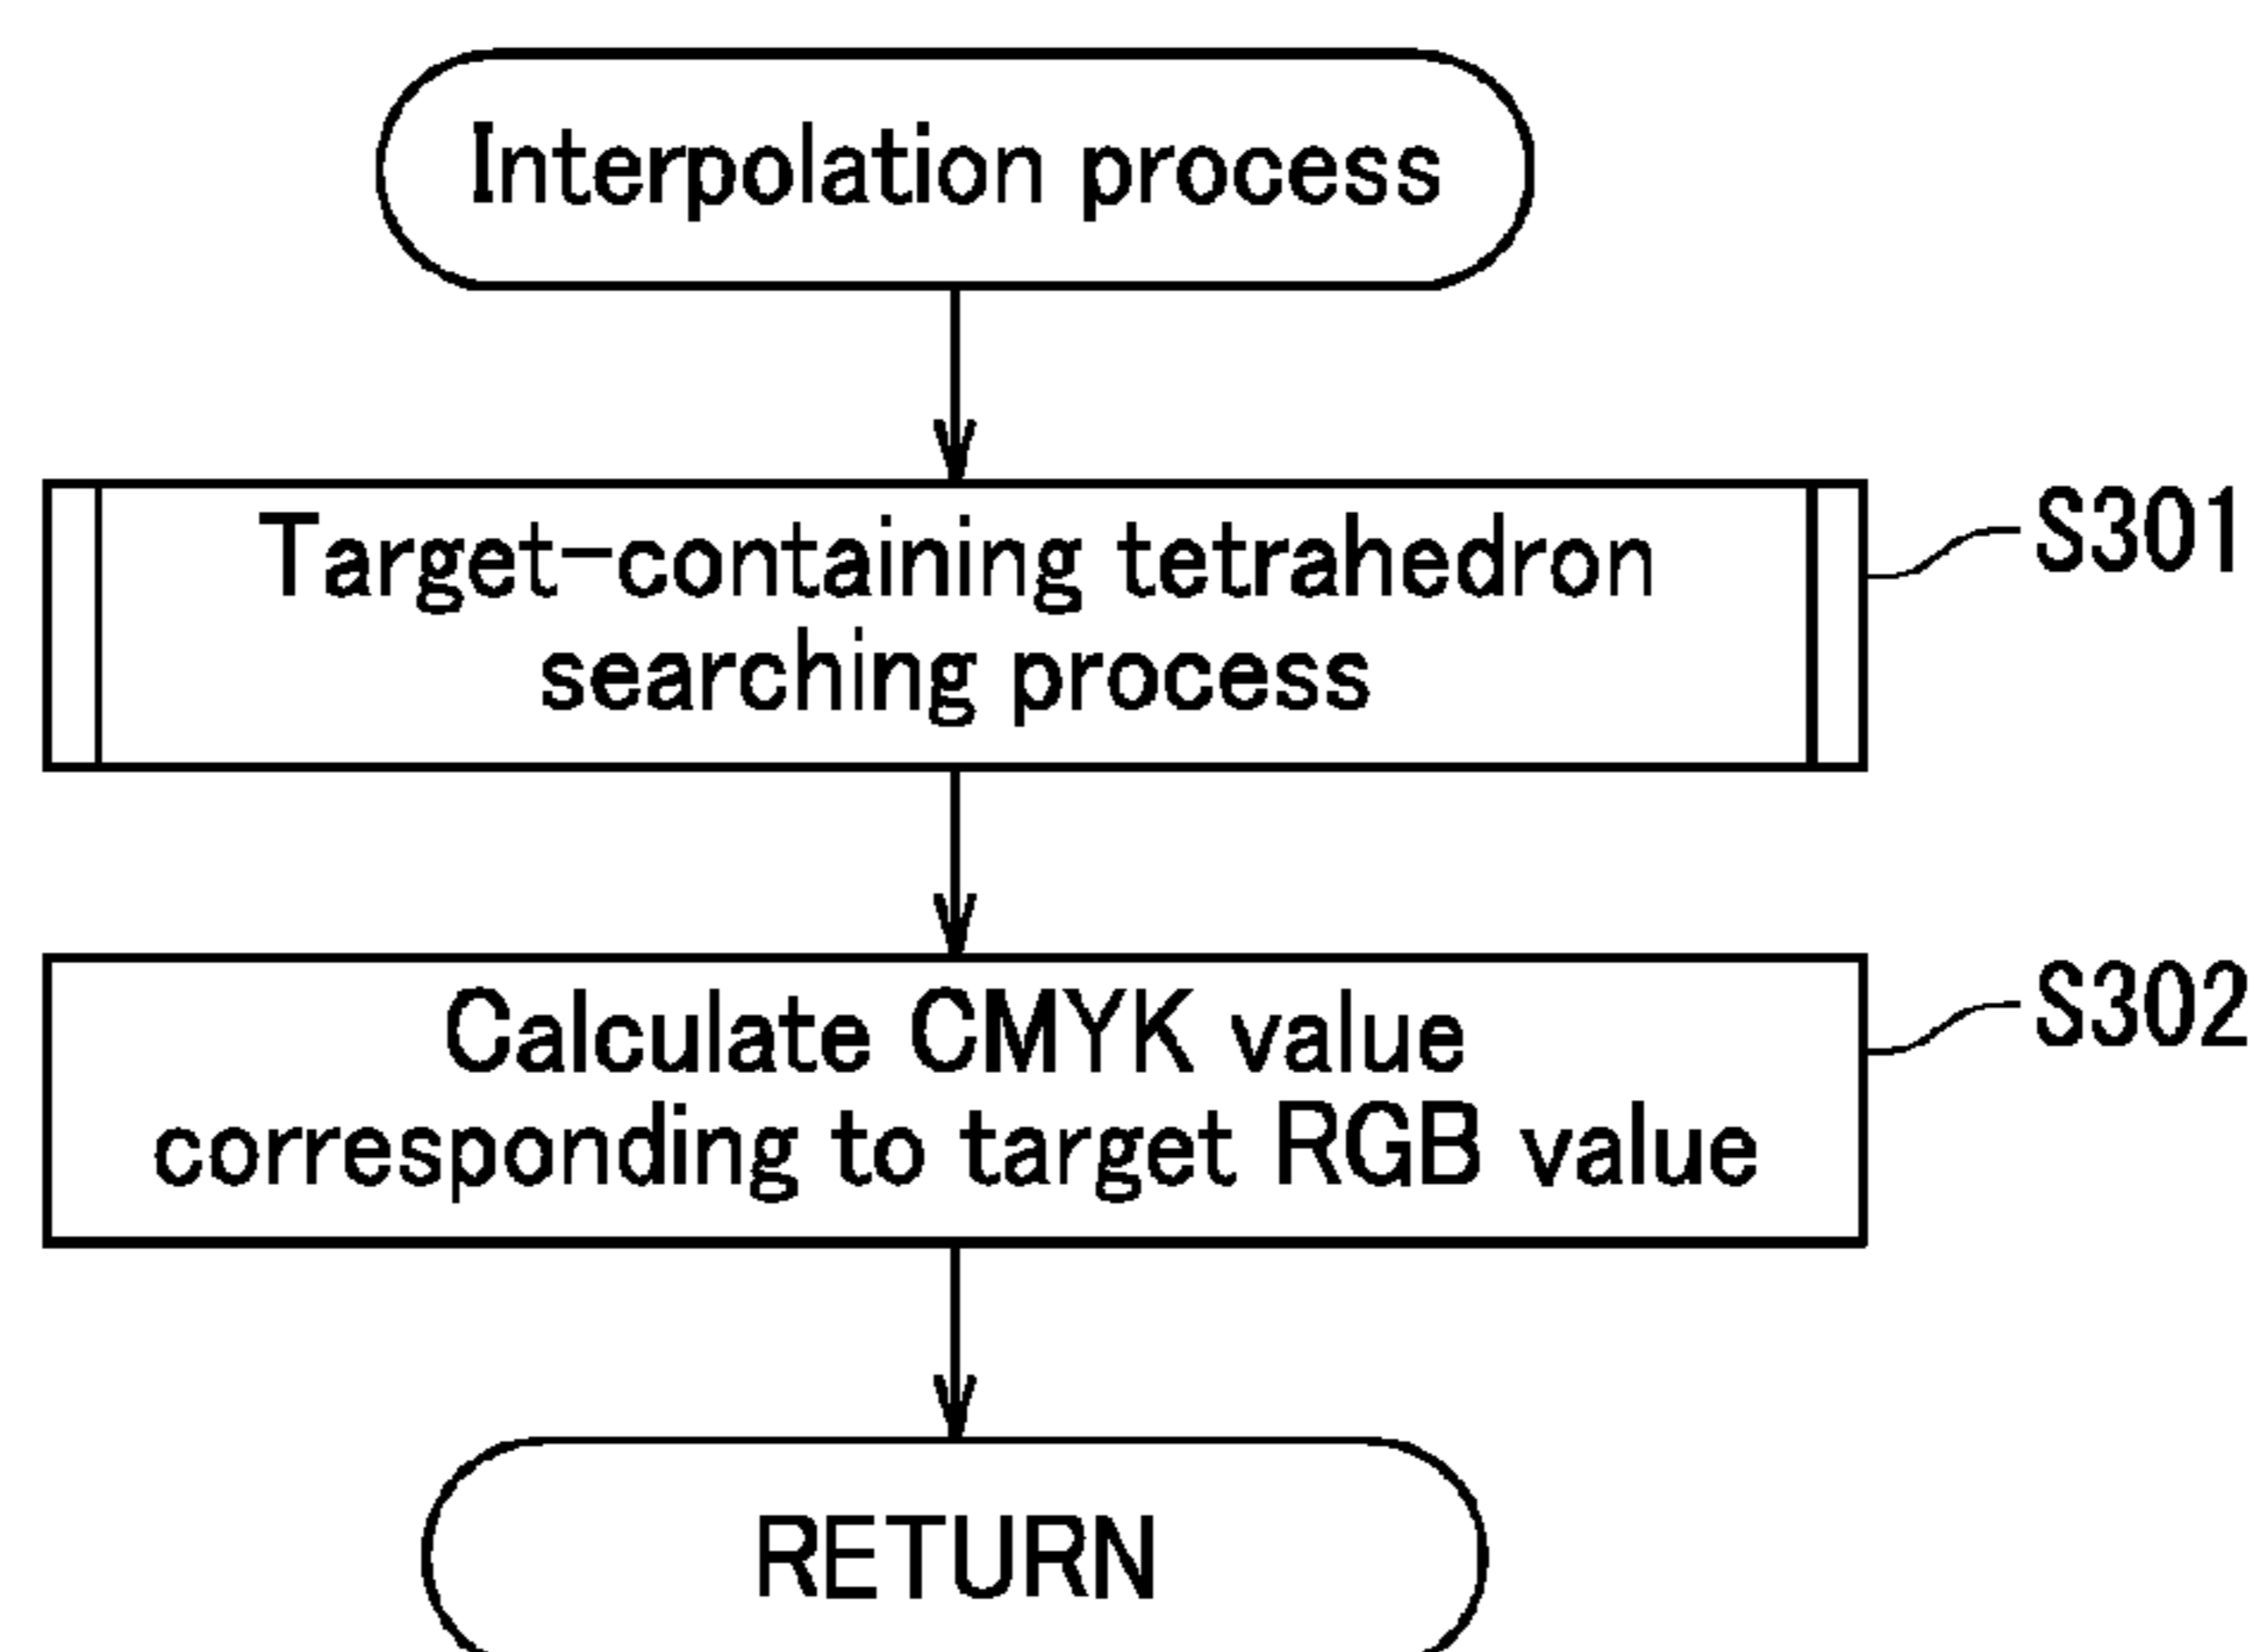 Interpolation process
Target-containing tetrahedron
searching process
S301
Calculate CMYK value
corresponding to target RGB value
S302
RETURN